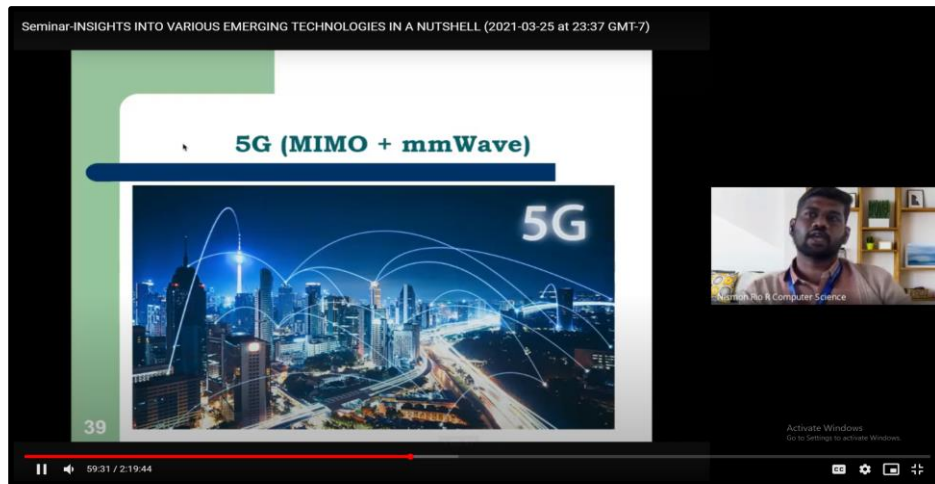 Seminar-INSIGHTS INTO VARIOUS EMERGING TECHNOLOGIES IN A NUTSHELL (2021-03-25 at 23:37 GMT-7)
5G (MIMO + mmWave)
5G
39
Nismon Rio R Computer Science
Activate Windows
Go to Settings to activate Windows.
59:31 / 2:19:44
CC